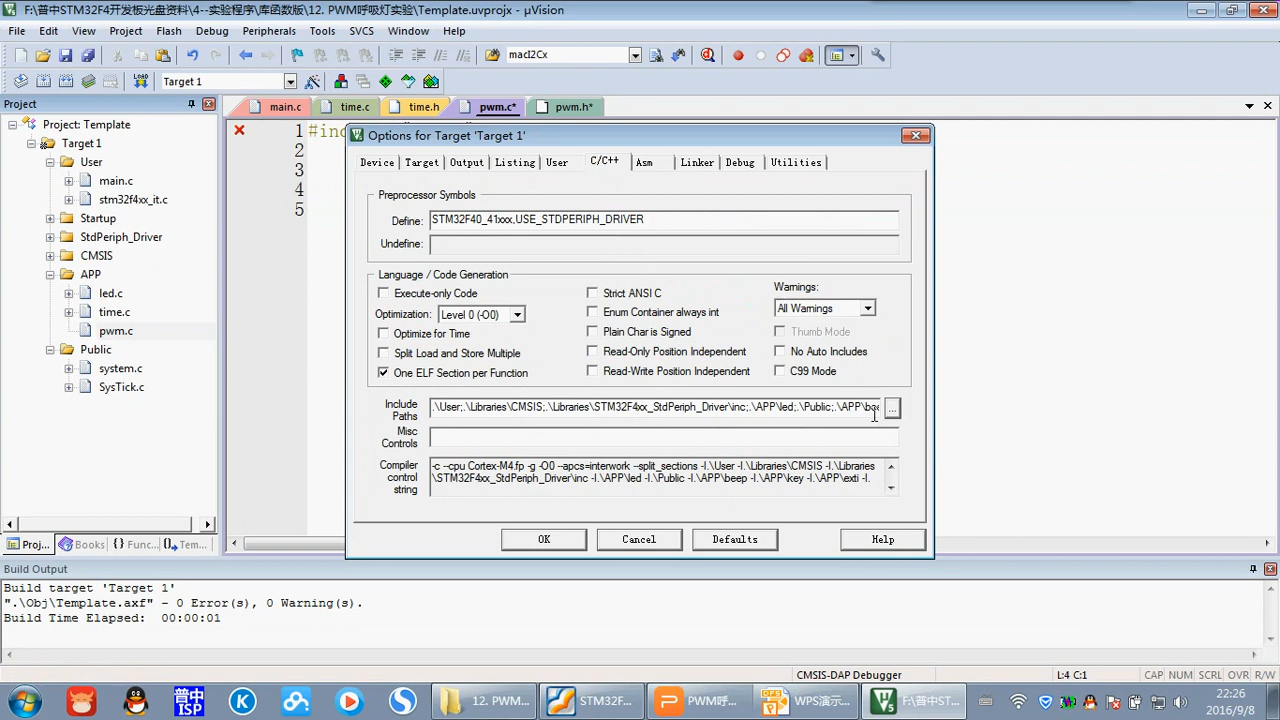 F:\普中STM32F4开发板光盘资料\4--实验程序\库函数版\12. PWM呼吸灯实验\Template.uvprojx - µVision
File Edit View Project Flash Debug Peripherals Tools SVCS Window Help
macI2Cx
LOAD Target 1
Project
main.c time.c time.h pwm.c* pwm.h*
Project: Template
Target 1
User
main.c
stm32f4xx_it.c
Startup
StdPeriph_Driver
CMSIS
APP
led.c
time.c
pwm.c
Public
system.c
SysTick.c
1 #inc
2
3
4
5
Options for Target 'Target 1'
Device Target Output Listing User C/C++ Asm Linker Debug Utilities
Preprocessor Symbols
Define: STM32F40_41xxx,USE_STDPERIPH_DRIVER
Undefine:
Language / Code Generation
Execute-only Code
Optimization: Level 0 (-O0)
Optimize for Time
Split Load and Store Multiple
One ELF Section per Function
Strict ANSI C
Enum Container always int
Plain Char is Signed
Read-Only Position Independent
Read-Write Position Independent
Warnings:
All Warnings
Thumb Mode
No Auto Includes
C99 Mode
Include Paths .\User;.\Libraries\CMSIS;.\Libraries\STM32F4xx_StdPeriph_Driver\inc;.\APP\led;.\Public;.\APP\bee ...
Misc Controls
Compiler control string
-c --cpu Cortex-M4.fp -g -O0 --apcs=interwork --split_sections -I.\User -I.\Libraries\CMSIS -I.\Libraries
\STM32F4xx_StdPeriph_Driver\inc -I.\APP\led -I.\Public -I.\APP\beep -I.\APP\key -I.\APP\exti -I.
OK Cancel Defaults Help
Proj... Books {} Func... Tem...
Build Output
Build target 'Target 1'
".\Obj\Template.axf" - 0 Error(s), 0 Warning(s).
Build Time Elapsed: 00:00:01
CMSIS-DAP Debugger L:4 C:1 CAP NUM SCRL OVR R/W
普中ISP 12. PWM... STM32F... PWM呼... WPS演示... F:\普中ST...
22:26
2016/9/8